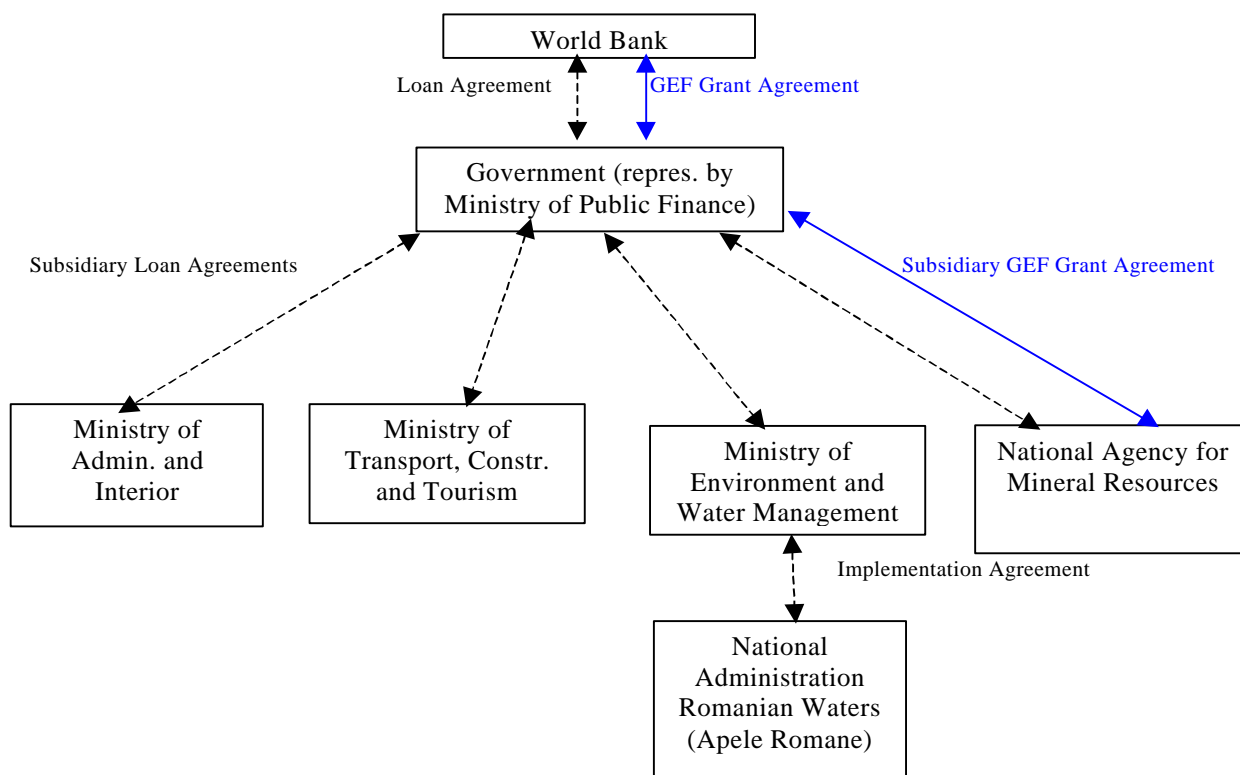 World Bank
Loan Agreement
GEF Grant Agreement
Government (repres. by
Ministry of Public Finance)
Subsidiary Loan Agreements
Subsidiary GEF Grant Agreement
Ministry of
Admin. and
Interior
Ministry of
Transport, Constr.
and Tourism
Ministry of
Environment and
Water Management
National Agency for
Mineral Resources
Implementation Agreement
National
Administration
Romanian Waters
(Apele Romane)